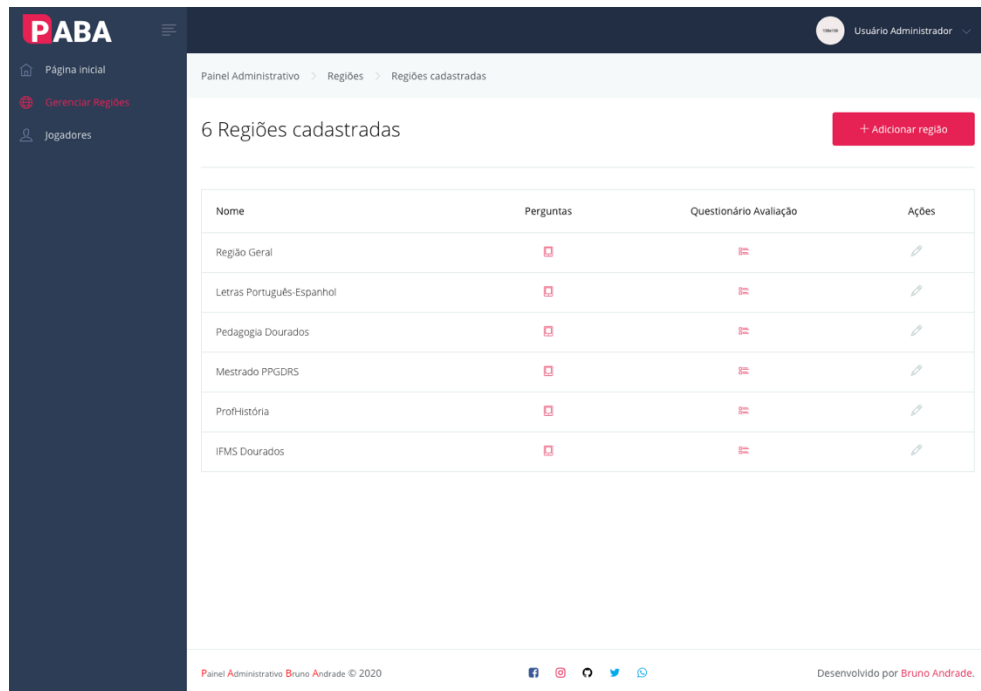 PABA
Usuário Administrador
Página inicial
Gerenciar Regiões
Jogadores
Painel Administrativo > Regiões > Regiões cadastradas
6 Regiões cadastradas
+ Adicionar região
Nome Perguntas Questionário Avaliação Ações
Região Geral
Letras Português-Espanhol
Pedagogia Dourados
Mestrado PPGDRS
ProfHistória
IFMS Dourados
Painel Administrativo Bruno Andrade © 2020
Desenvolvido por Bruno Andrade.